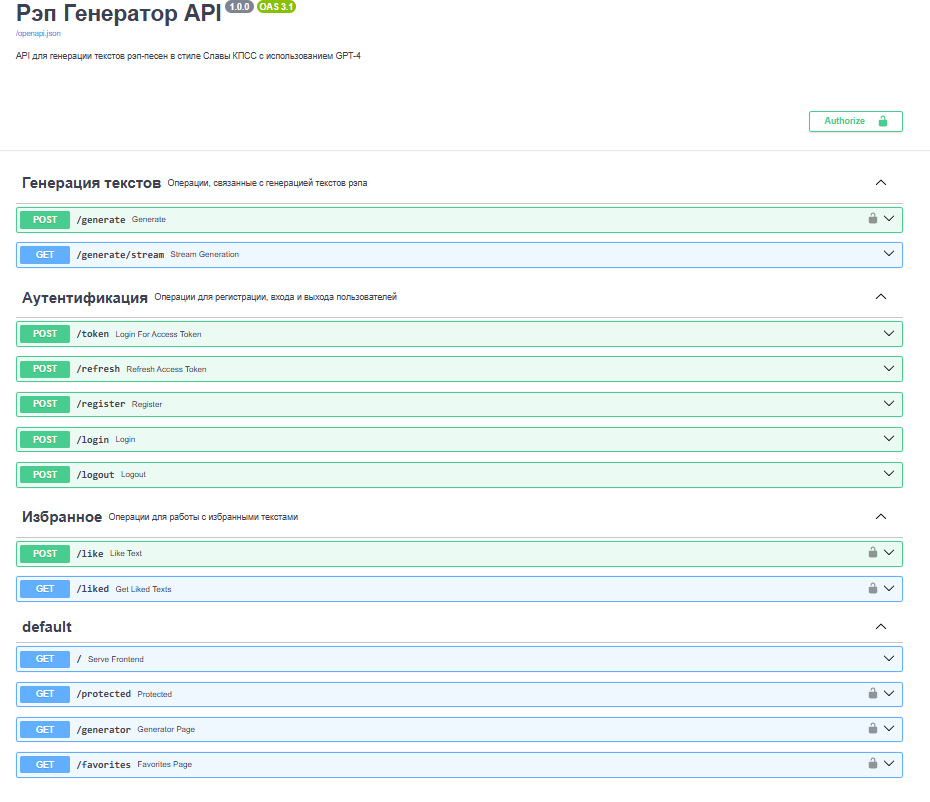 Рэп Генератор API 1.0.0 OAS 3.1
/openapi.json
API для генерации текстов рэп-песен в стиле Славы КПСС с использованием GPT-4
Authorize
Генерация текстов Операции, связанные с генерацией текстов рэпа
POST /generate Generate
GET /generate/stream Stream Generation
Аутентификация Операции для регистрации, входа и выхода пользователей
POST /token Login For Access Token
POST /refresh Refresh Access Token
POST /register Register
POST /login Login
POST /logout Logout
Избранное Операции для работы с избранными текстами
POST /like Like Text
GET /liked Get Liked Texts
default
GET / Serve Frontend
GET /protected Protected
GET /generator Generator Page
GET /favorites Favorites Page